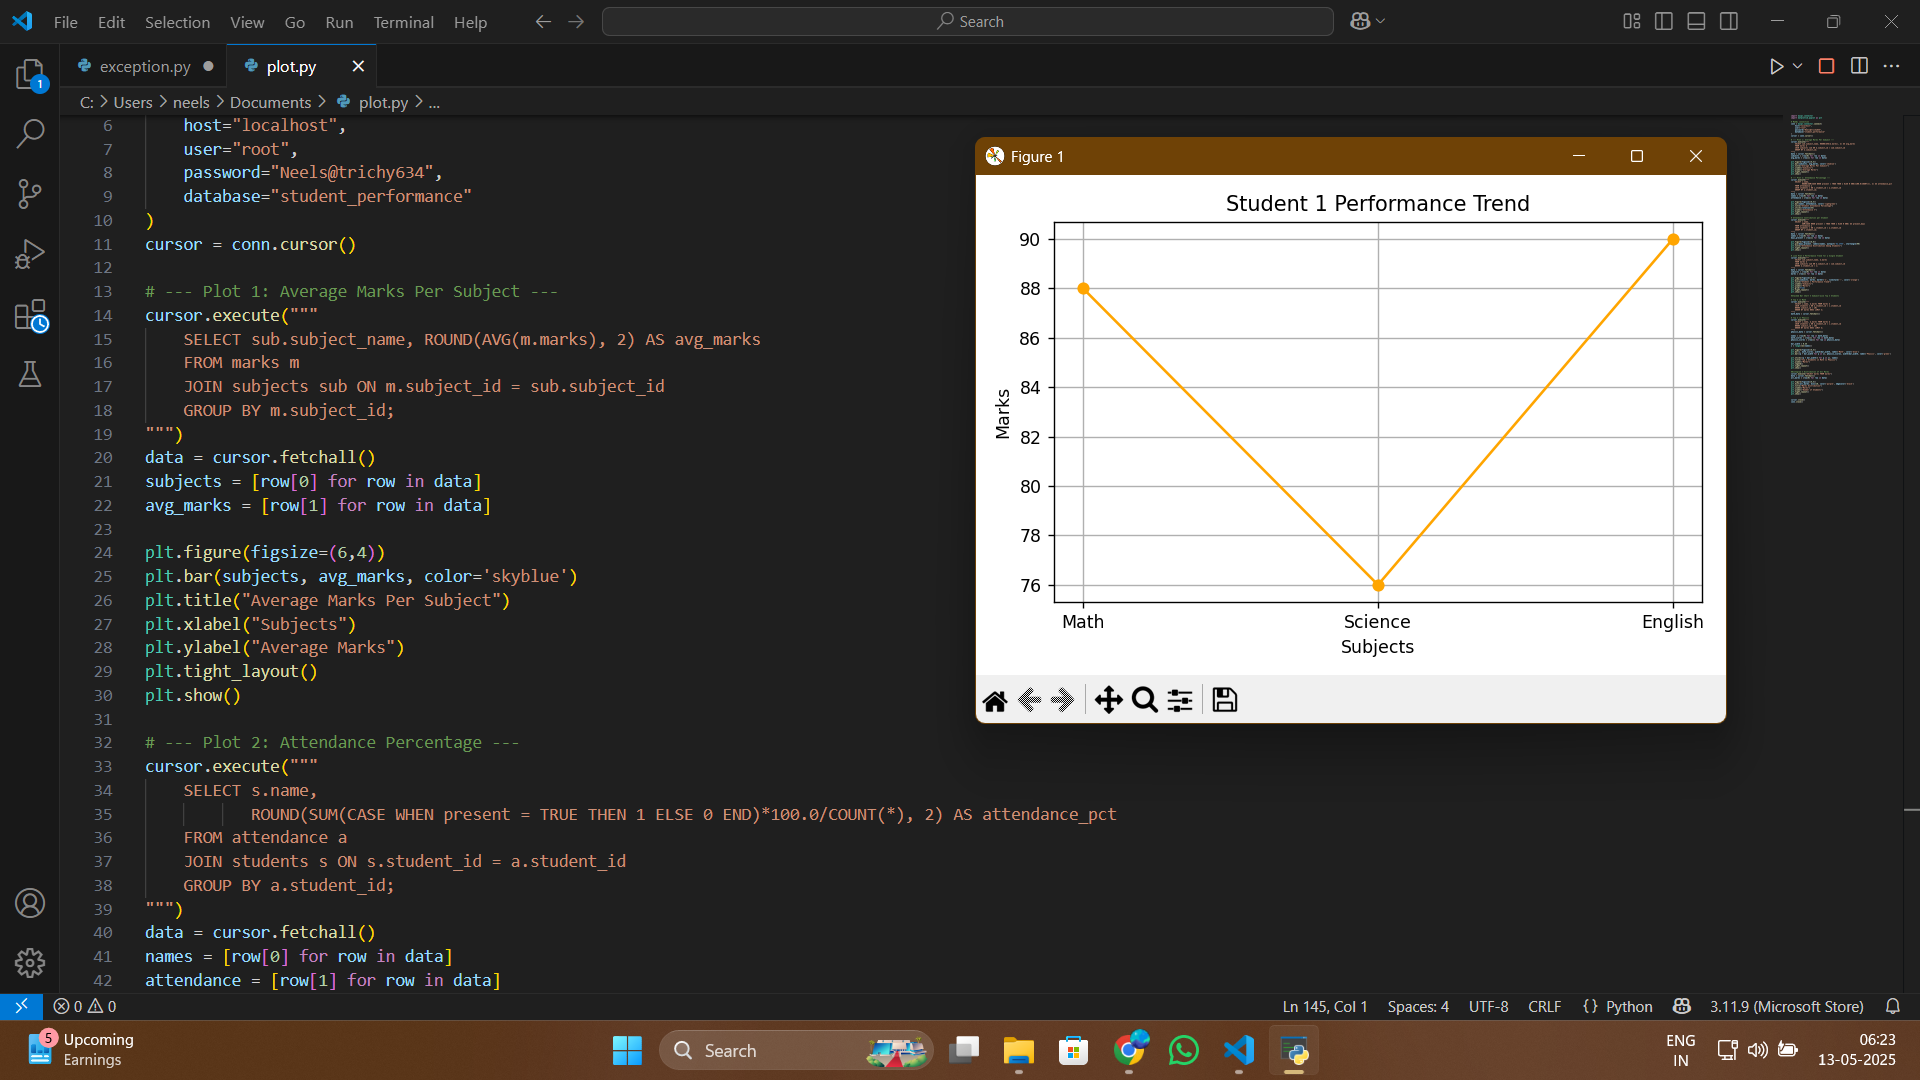 File Edit Selection View Go Run Terminal Help
Search
exception.py
plot.py
C: > Users > neels > Documents > plot.py > ...
6 host="localhost",
7 user="root",
8 password="Neels@trichy634",
9 database="student_performance"
10 )
11 cursor = conn.cursor()
12
13 # --- Plot 1: Average Marks Per Subject ---
14 cursor.execute("""
15 SELECT sub.subject_name, ROUND(AVG(m.marks), 2) AS avg_marks
16 FROM marks m
17 JOIN subjects sub ON m.subject_id = sub.subject_id
18 GROUP BY m.subject_id;
19 """)
20 data = cursor.fetchall()
21 subjects = [row[0] for row in data]
22 avg_marks = [row[1] for row in data]
23
24 plt.figure(figsize=(6,4))
25 plt.bar(subjects, avg_marks, color='skyblue')
26 plt.title("Average Marks Per Subject")
27 plt.xlabel("Subjects")
28 plt.ylabel("Average Marks")
29 plt.tight_layout()
30 plt.show()
31
32 # --- Plot 2: Attendance Percentage ---
33 cursor.execute("""
34 SELECT s.name,
35 ROUND(SUM(CASE WHEN present = TRUE THEN 1 ELSE 0 END)*100.0/COUNT(*), 2) AS attendance_pct
36 FROM attendance a
37 JOIN students s ON s.student_id = a.student_id
38 GROUP BY a.student_id;
39 """)
40 data = cursor.fetchall()
41 names = [row[0] for row in data]
42 attendance = [row[1] for row in data]
Figure 1
Student 1 Performance Trend
90
88
86
84
82
80
78
76
Marks
Math Science English
Subjects
1
0 0
Ln 145, Col 1 Spaces: 4 UTF-8 CRLF {} Python 3.11.9 (Microsoft Store)
5
Upcoming
Earnings
Search
ENG
IN
06:23
13-05-2025